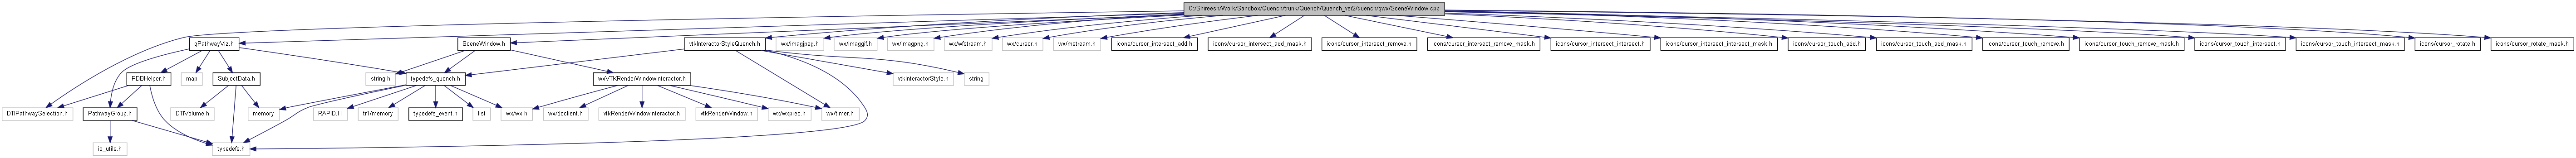 C:/Shireesh/Work/Sandbox/Quench/trunk/Quench/Quench_ver2/quench/qwx/SceneWindow.cpp
qPathwayViz.h
SceneWindow.h
vtkInteractorStyleQuench.h
wx/imagjpeg.h
wx/imaggif.h
wx/imagpng.h
wx/wfstream.h
wx/cursor.h
wx/mstream.h
icons/cursor_intersect_add.h
icons/cursor_intersect_add_mask.h
icons/cursor_intersect_remove.h
icons/cursor_intersect_remove_mask.h
icons/cursor_intersect_intersect.h
icons/cursor_intersect_intersect_mask.h
icons/cursor_touch_add.h
icons/cursor_touch_add_mask.h
icons/cursor_touch_remove.h
icons/cursor_touch_remove_mask.h
icons/cursor_touch_intersect.h
icons/cursor_touch_intersect_mask.h
icons/cursor_rotate.h
icons/cursor_rotate_mask.h
PDBHelper.h
map
SubjectData.h
string.h
typedefs_quench.h
wxVTKRenderWindowInteractor.h
vtkInteractorStyle.h
string
DTIPathwaySelection.h
PathwayGroup.h
DTIVolume.h
memory
RAPID.H
tr1/memory
typedefs_event.h
list
wx/wx.h
wx/dcclient.h
vtkRenderWindowInteractor.h
vtkRenderWindow.h
wx/wxprec.h
wx/timer.h
io_utils.h
typedefs.h